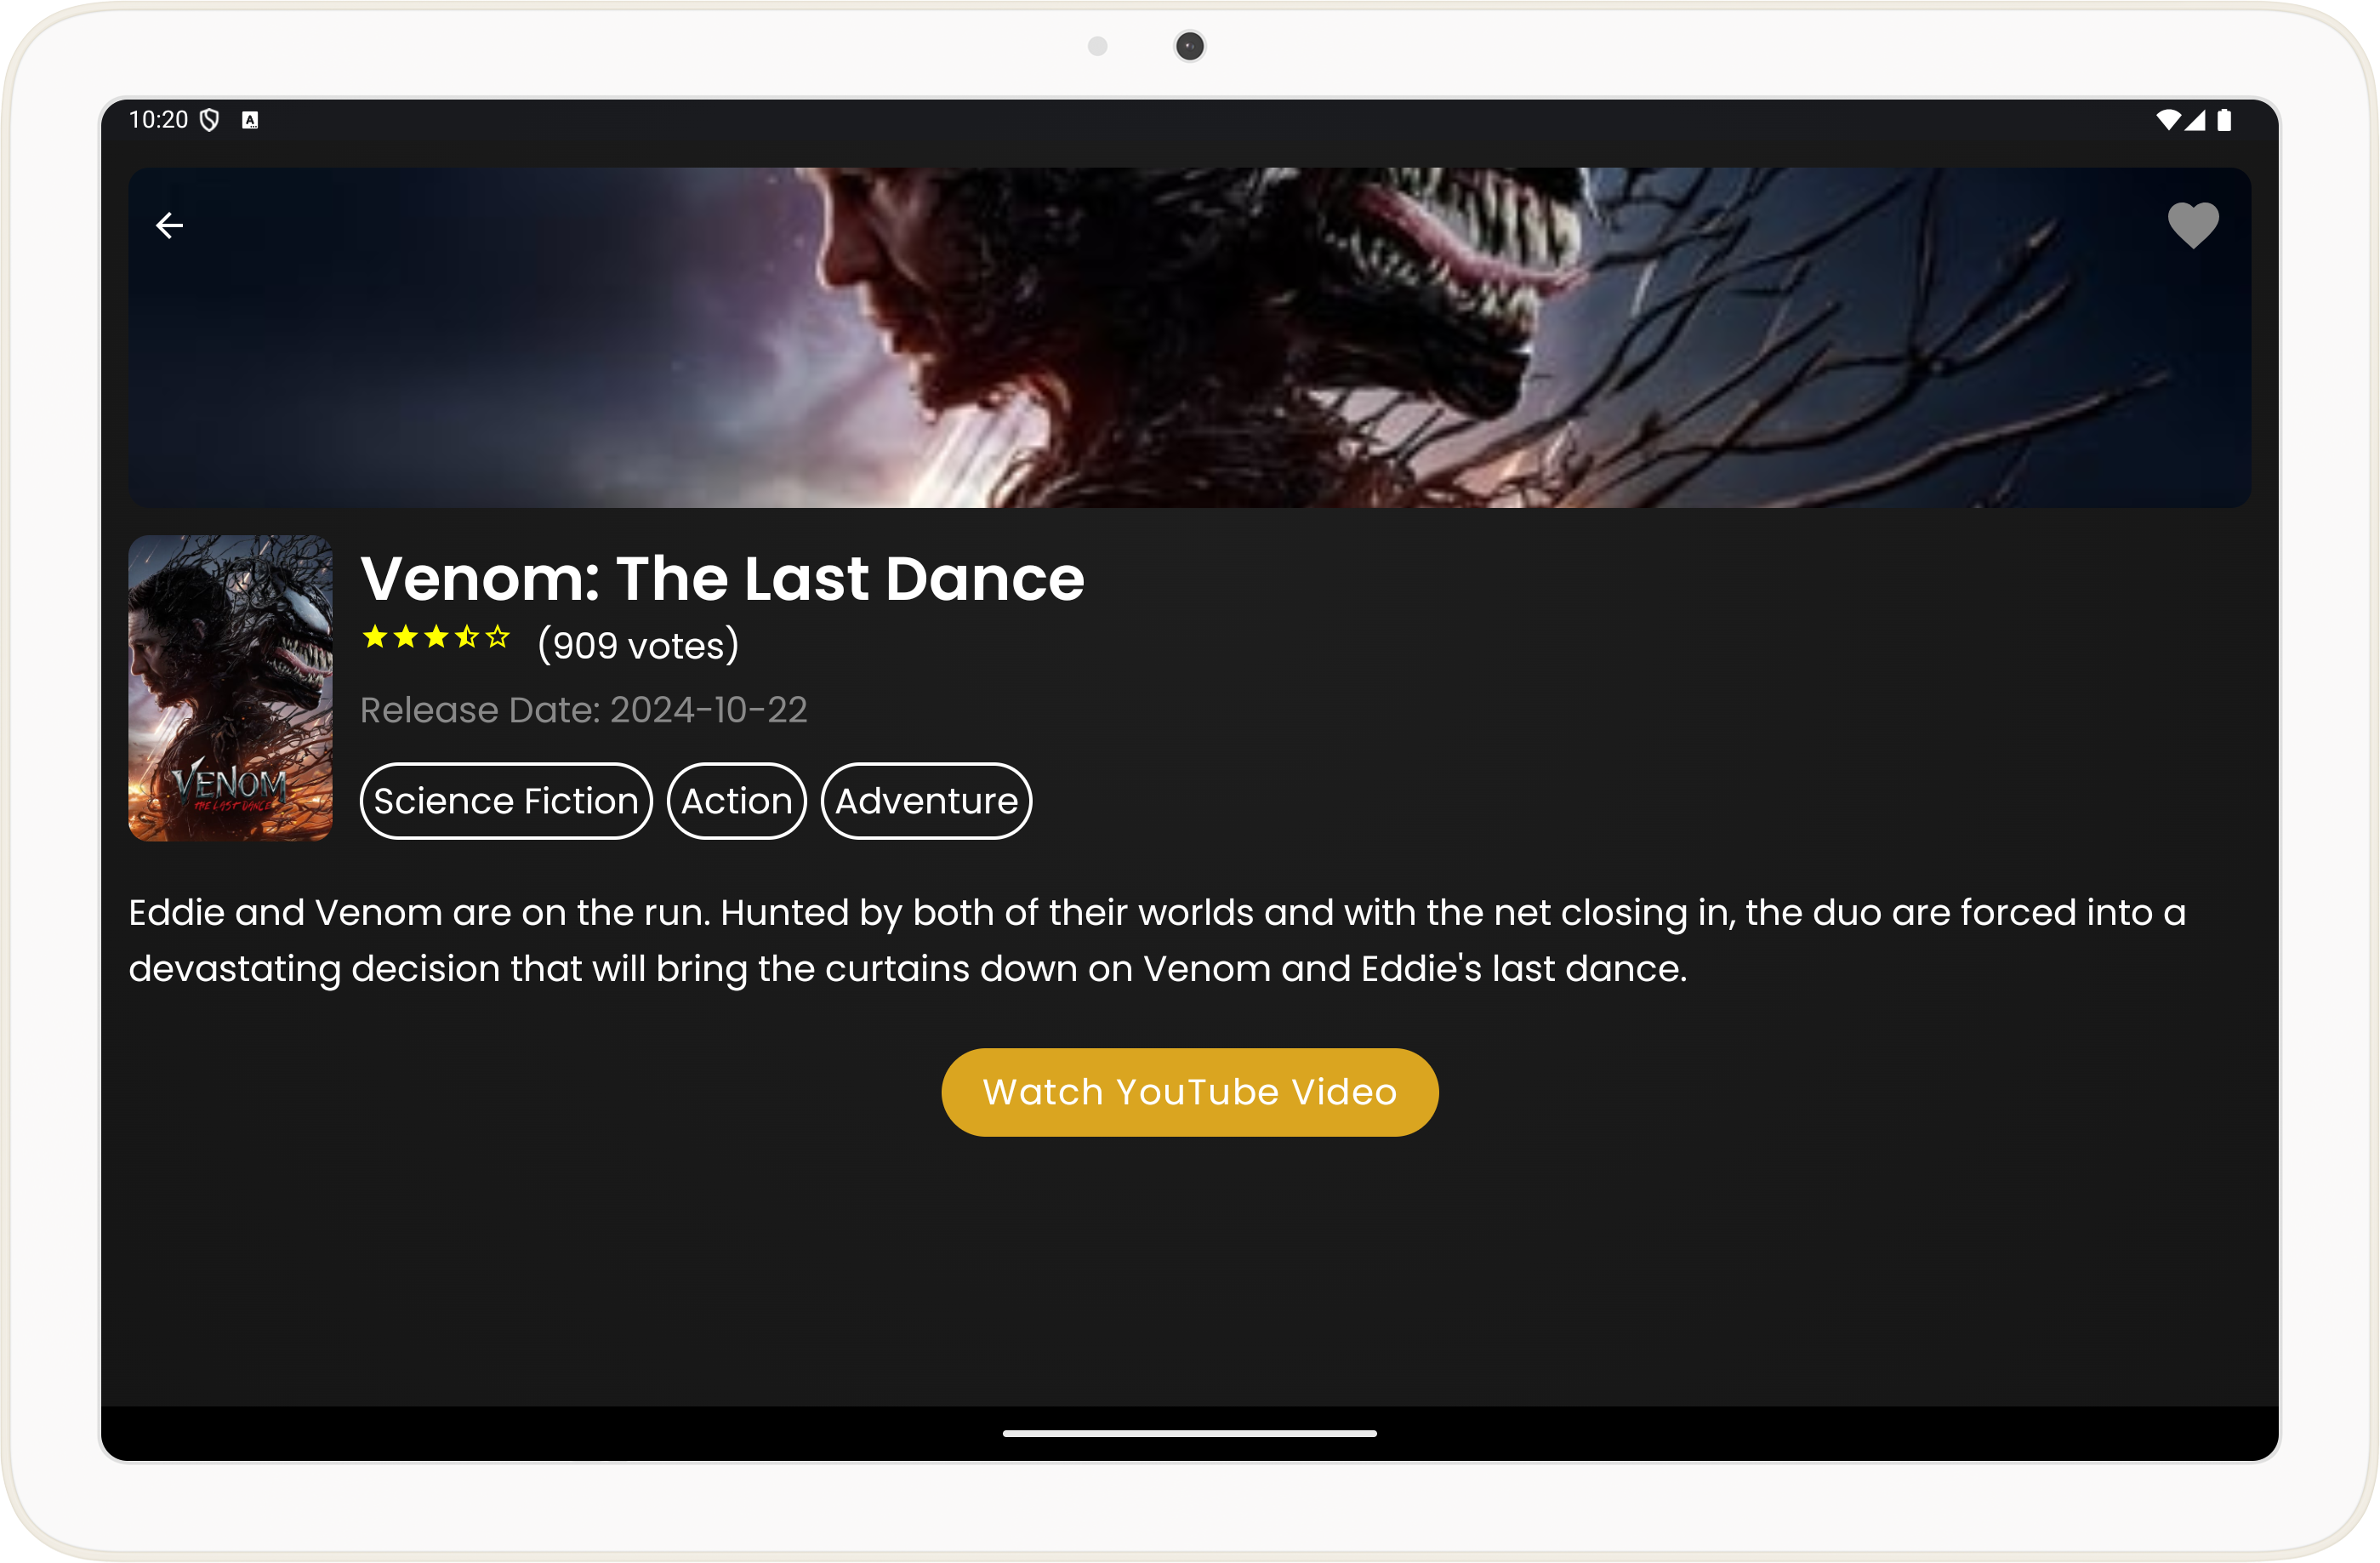 10:20
A
Venom: The Last Dance
(909 votes)
Release Date: 2024-10-22
VENOM
THE LAST DANCE
Science Fiction Action Adventure
Eddie and Venom are on the run. Hunted by both of their worlds and with the net closing in, the duo are forced into a
devastating decision that will bring the curtains down on Venom and Eddie's last dance.
Watch YouTube Video